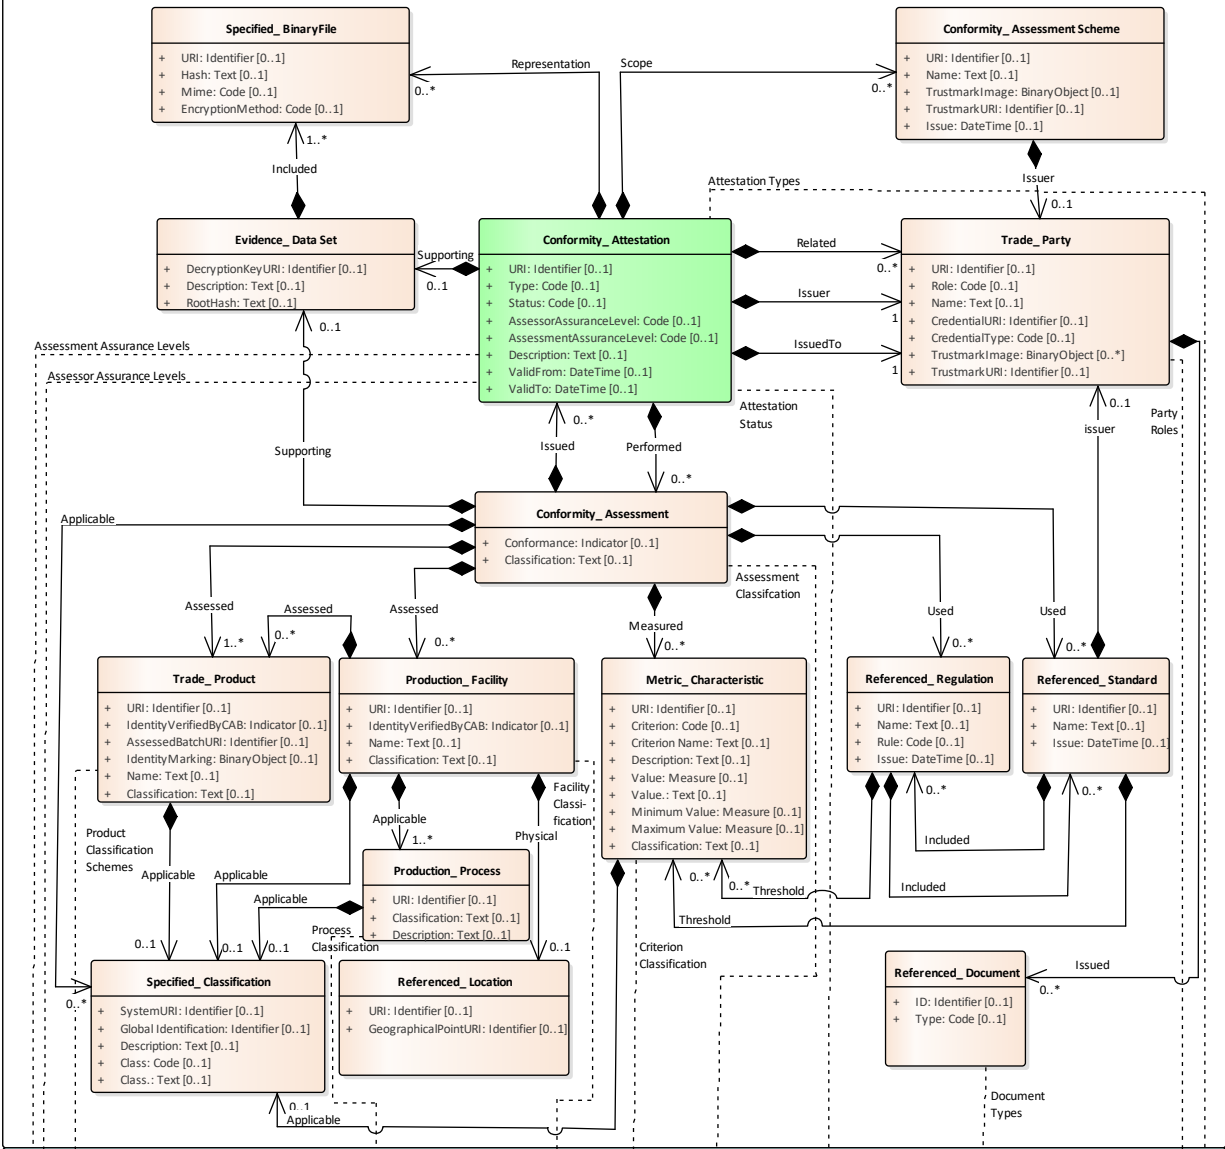 Specified_ BinaryFile
+ URI: Identifier [0..1]
+ Hash: Text [0..1]
+ Mime: Code [0..1]
+ EncryptionMethod: Code [0..1]
Representation
0..*
Scope
0..*
Conformity_ Assessment Scheme
+ URI: Identifier [0..1]
+ Name: Text [0..1]
+ TrustmarkImage: BinaryObject [0..1]
+ TrustmarkURI: Identifier [0..1]
+ Issue: DateTime [0..1]
1..*
Included
Issuer
0..1
Attestation Types
Evidence_ Data Set
+ DecryptionKeyURI: Identifier [0..1]
+ Description: Text [0..1]
+ RootHash: Text [0..1]
Supporting
0..1
0..1
Conformity_ Attestation
+ URI: Identifier [0..1]
+ Type: Code [0..1]
+ Status: Code [0..1]
+ AssessorAssuranceLevel: Code [0..1]
+ AssessmentAssuranceLevel: Code [0..1]
+ Description: Text [0..1]
+ ValidFrom: DateTime [0..1]
+ ValidTo: DateTime [0..1]
Related
0..*
Issuer
1
IssuedTo
1
Trade_ Party
+ URI: Identifier [0..1]
+ Role: Code [0..1]
+ Name: Text [0..1]
+ CredentialURI: Identifier [0..1]
+ CredentialType: Code [0..1]
+ TrustmarkImage: BinaryObject [0..*]
+ TrustmarkURI: Identifier [0..1]
Assessment Assurance Levels
Assessor Assurance Levels
Attestation
Status
0..1
issuer
Party
Roles
0..*
Issued
Performed
0..*
Supporting
Applicable
Conformity_ Assessment
+ Conformance: Indicator [0..1]
+ Classification: Text [0..1]
Assessment
Classifcation
Assessed
1..*
Assessed
0..*
Assessed
0..*
Measured
0..*
Used
0..*
Used
0..*
Trade_ Product
+ URI: Identifier [0..1]
+ IdentityVerifiedByCAB: Indicator [0..1]
+ AssessedBatchURI: Identifier [0..1]
+ IdentityMarking: BinaryObject [0..1]
+ Name: Text [0..1]
+ Classification: Text [0..1]
Production_ Facility
+ URI: Identifier [0..1]
+ IdentityVerifiedByCAB: Indicator [0..1]
+ Name: Text [0..1]
+ Classification: Text [0..1]
Metric_ Characteristic
+ URI: Identifier [0..1]
+ Criterion: Code [0..1]
+ Criterion Name: Text [0..1]
+ Description: Text [0..1]
+ Value: Measure [0..1]
+ Value.: Text [0..1]
+ Minimum Value: Measure [0..1]
+ Maximum Value: Measure [0..1]
+ Classification: Text [0..1]
Referenced_ Regulation
+ URI: Identifier [0..1]
+ Name: Text [0..1]
+ Rule: Code [0..1]
+ Issue: DateTime [0..1]
Referenced_ Standard
+ URI: Identifier [0..1]
+ Name: Text [0..1]
+ Issue: DateTime [0..1]
Product
Classification
Schemes
Applicable
0..1
Applicable
0..1
Applicable
1..*
Facility
Classi-
fication
Physical
0..1
0..*
0..*
Included
Included
0..*
0..*
Threshold
Threshold
Production_ Process
+ URI: Identifier [0..1]
+ Classification: Text [0..1]
+ Description: Text [0..1]
Applicable
0..1
Process
Classification
Criterion
Classification
Specified_ Classification
+ SystemURI: Identifier [0..1]
+ Global Identification: Identifier [0..1]
+ Description: Text [0..1]
+ Class: Code [0..1]
+ Class.: Text [0..1]
0..*
Referenced_ Location
+ URI: Identifier [0..1]
+ GeographicalPointURI: Identifier [0..1]
Referenced_ Document
+ ID: Identifier [0..1]
+ Type: Code [0..1]
Issued
0..*
0..1
Applicable
Document
Types